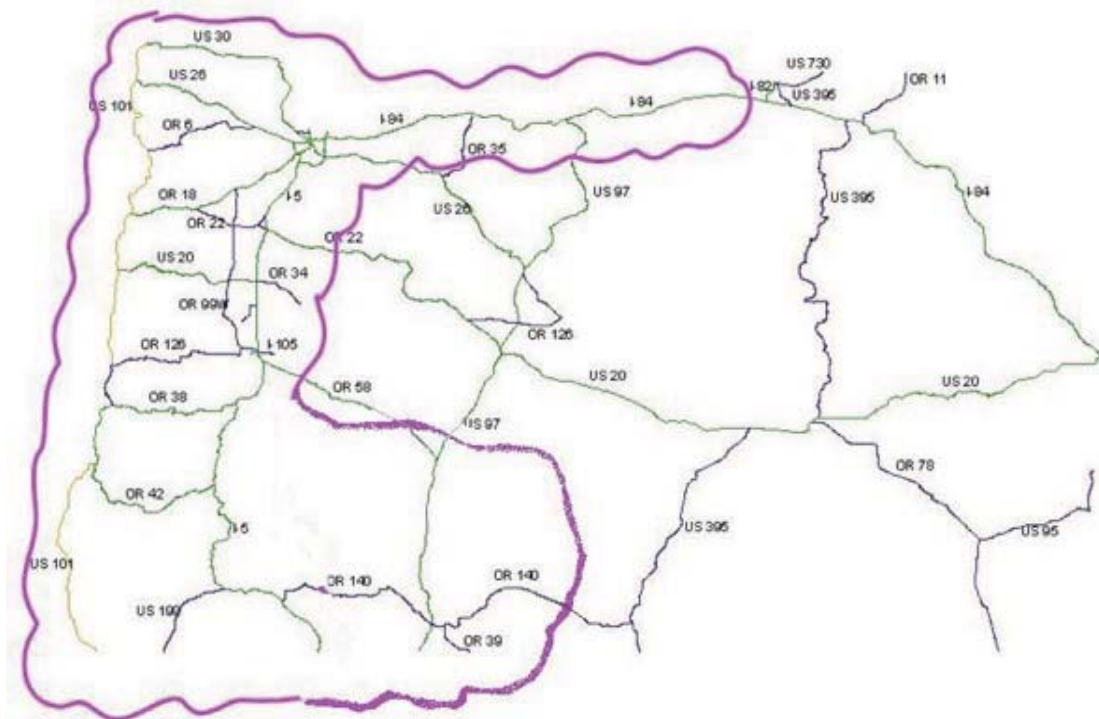 US 30
US 730
US 26
I-82
OR 11
US 395
US 101
I-84
I-84
OR 6
OR 35
OR 18
I-5
US 97
US 395
I-84
OR 22
US 26
OR 22
US 20
OR 34
OR 99W
OR 126
OR 126
I-105
US 20
US 20
OR 58
OR 38
US 97
OR 78
OR 42
I-5
US 395
US 95
US 101
OR 140
OR 140
US 199
OR 39